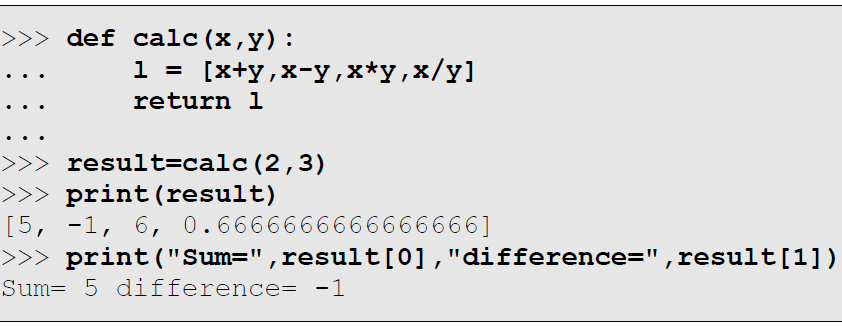 >>> def calc(x,y):
...     l = [x+y,x-y,x*y,x/y]
...     return l
...
>>> result=calc(2,3)
>>> print(result)
[5, -1, 6, 0.6666666666666666]
>>> print("Sum=",result[0],"difference=",result[1])
Sum= 5 difference= -1